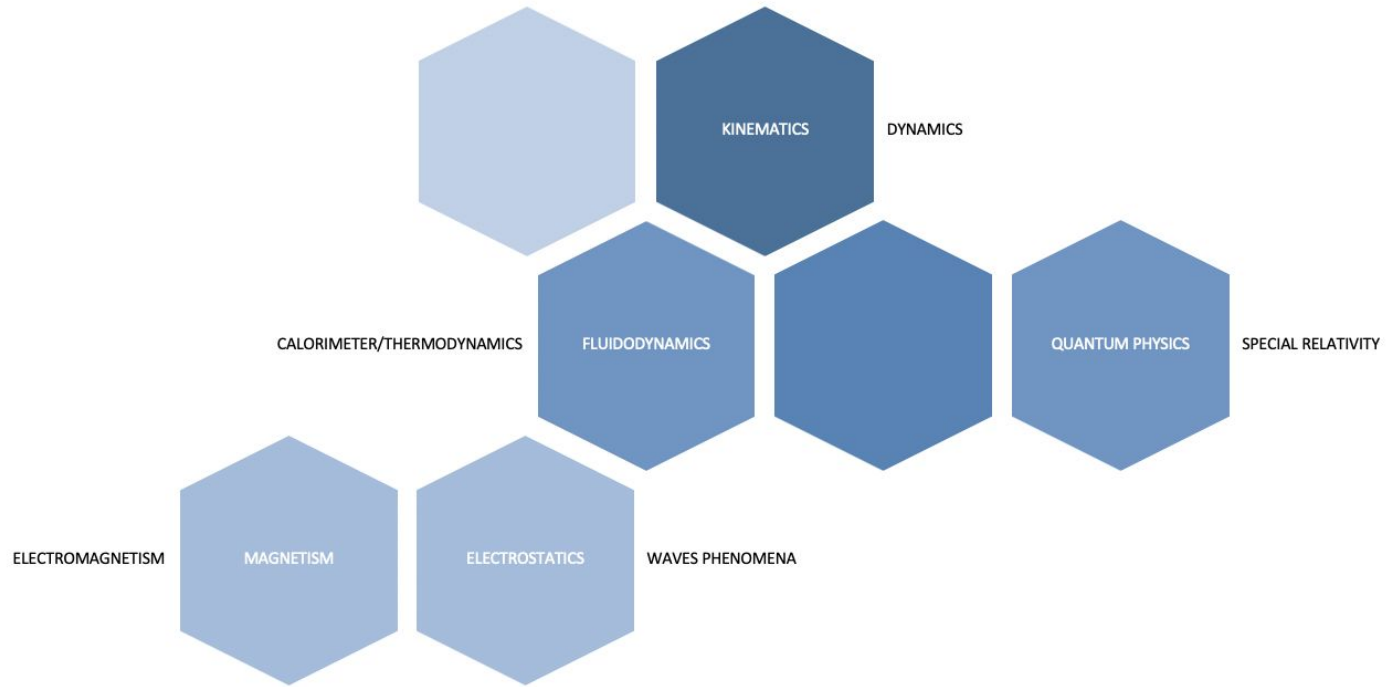 KINEMATICS
DYNAMICS
CALORIMETER/THERMODYNAMICS
FLUIDODYNAMICS
QUANTUM PHYSICS
SPECIAL RELATIVITY
ELECTROMAGNETISM
MAGNETISM
ELECTROSTATICS
WAVES PHENOMENA